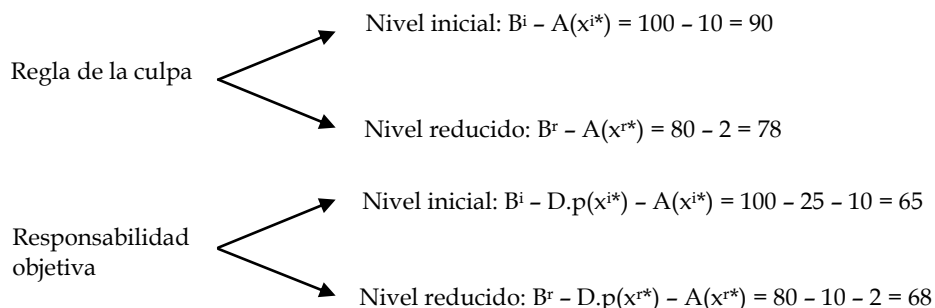 Nivel inicial: Bⁱ – A(xⁱ*) = 100 – 10 = 90
Regla de la culpa
Nivel reducido: Bʳ – A(xʳ*) = 80 – 2 = 78
Nivel inicial: Bⁱ – D.p(xⁱ*) – A(xⁱ*) = 100 – 25 – 10 = 65
Responsabilidad
objetiva
Nivel reducido: Bʳ – D.p(xʳ*) – A(xʳ*) = 80 – 10 – 2 = 68